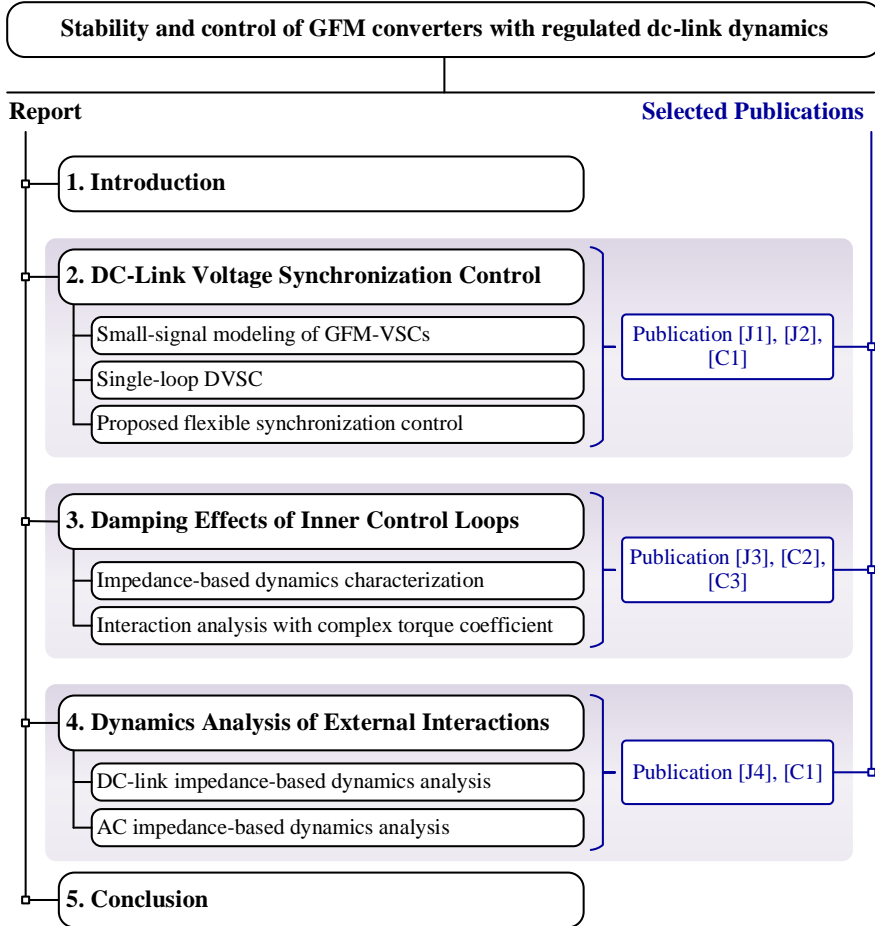 Stability and control of GFM converters with regulated dc-link dynamics
Report
Selected Publications
1. Introduction
2. DC-Link Voltage Synchronization Control
Small-signal modeling of GFM-VSCs
Single-loop DVSC
Proposed flexible synchronization control
Publication [J1], [J2],
[C1]
3. Damping Effects of Inner Control Loops
Impedance-based dynamics characterization
Interaction analysis with complex torque coefficient
Publication [J3], [C2],
[C3]
4. Dynamics Analysis of External Interactions
DC-link impedance-based dynamics analysis
AC impedance-based dynamics analysis
Publication [J4], [C1]
5. Conclusion